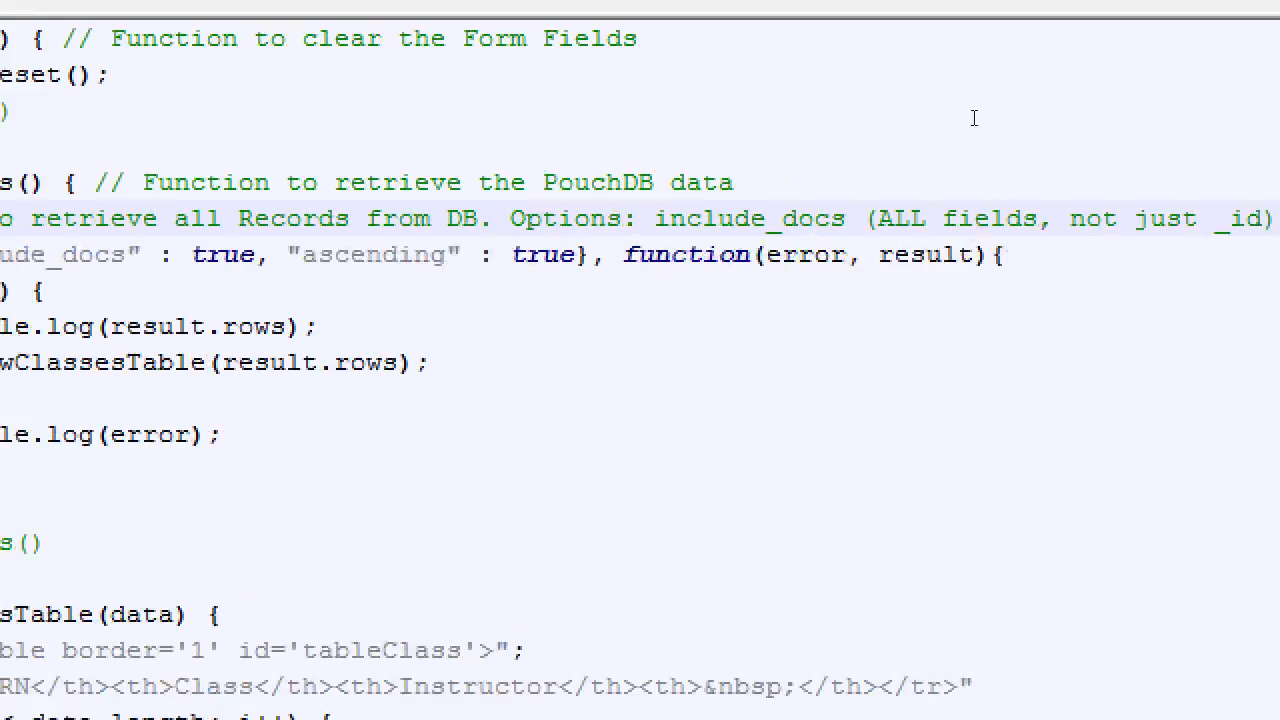 ) { // Function to clear the Form Fields
eset();
)
s() { // Function to retrieve the PouchDB data
o retrieve all Records from DB. Options: include_docs (ALL fields, not just _id)
ude_docs" : true, "ascending" : true}, function(error, result){
) {
le.log(result.rows);
wClassesTable(result.rows);
le.log(error);
s()
sTable(data) {
ble border='1' id='tableClass'>";
RN</th><th>Class</th><th>Instructor</th><th>&nbsp;</th></tr>"
< data.length; i++) {